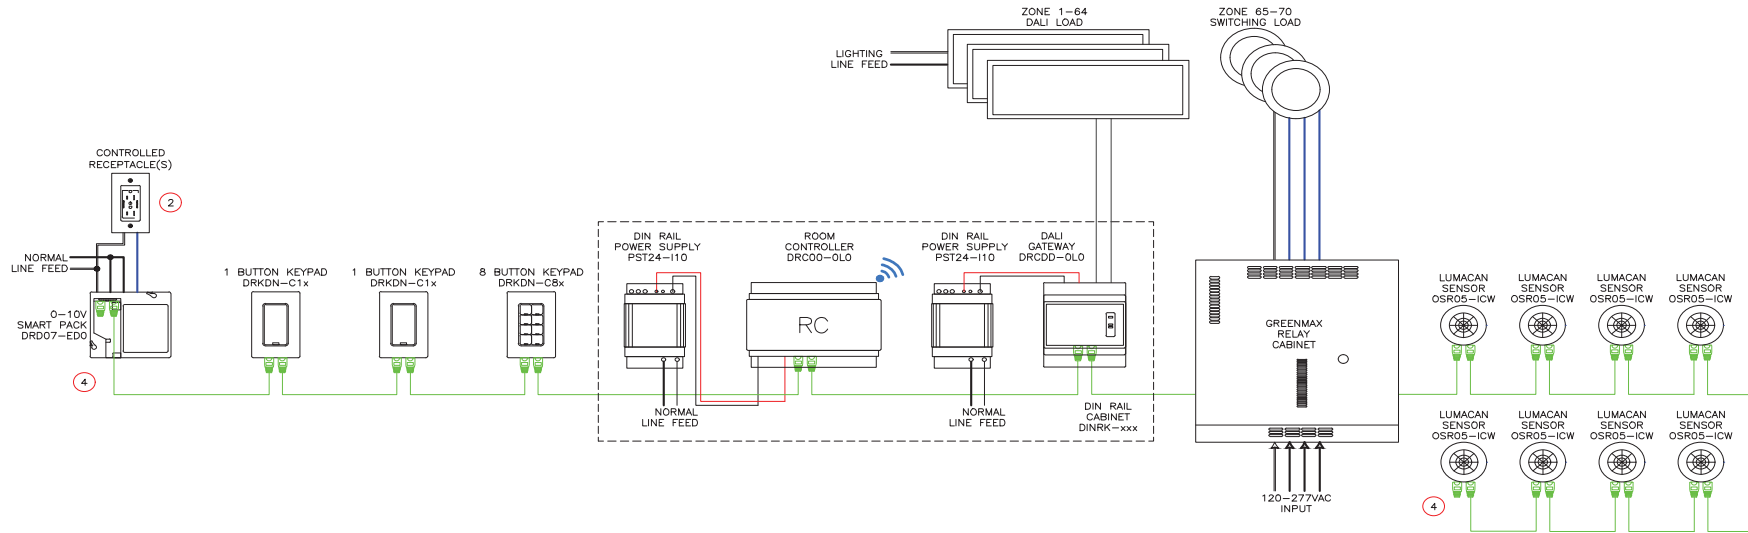 ZONE 1-64
DALI LOAD
ZONE 65-70
SWITCHING LOAD
LIGHTING
LINE FEED
CONTROLLED
RECEPTACLE(S)
2
NORMAL
LINE FEED
0-10V
SMART PACK
DRD07-ED0
4
1 BUTTON KEYPAD
DRKDN-C1x
1 BUTTON KEYPAD
DRKDN-C1x
8 BUTTON KEYPAD
DRKDN-C8x
DIN RAIL
POWER SUPPLY
PST24-I10
NORMAL
LINE FEED
ROOM
CONTROLLER
DRC00-0L0
RC
DIN RAIL
POWER SUPPLY
PST24-I10
NORMAL
LINE FEED
DALI
GATEWAY
DRCDD-0L0
DIN RAIL
CABINET
DINRK-xxx
GREENMAX
RELAY
CABINET
120-277VAC
INPUT
LUMACAN
SENSOR
OSR05-ICW
LUMACAN
SENSOR
OSR05-ICW
LUMACAN
SENSOR
OSR05-ICW
LUMACAN
SENSOR
OSR05-ICW
LUMACAN
SENSOR
OSR05-ICW
LUMACAN
SENSOR
OSR05-ICW
LUMACAN
SENSOR
OSR05-ICW
LUMACAN
SENSOR
OSR05-ICW
4